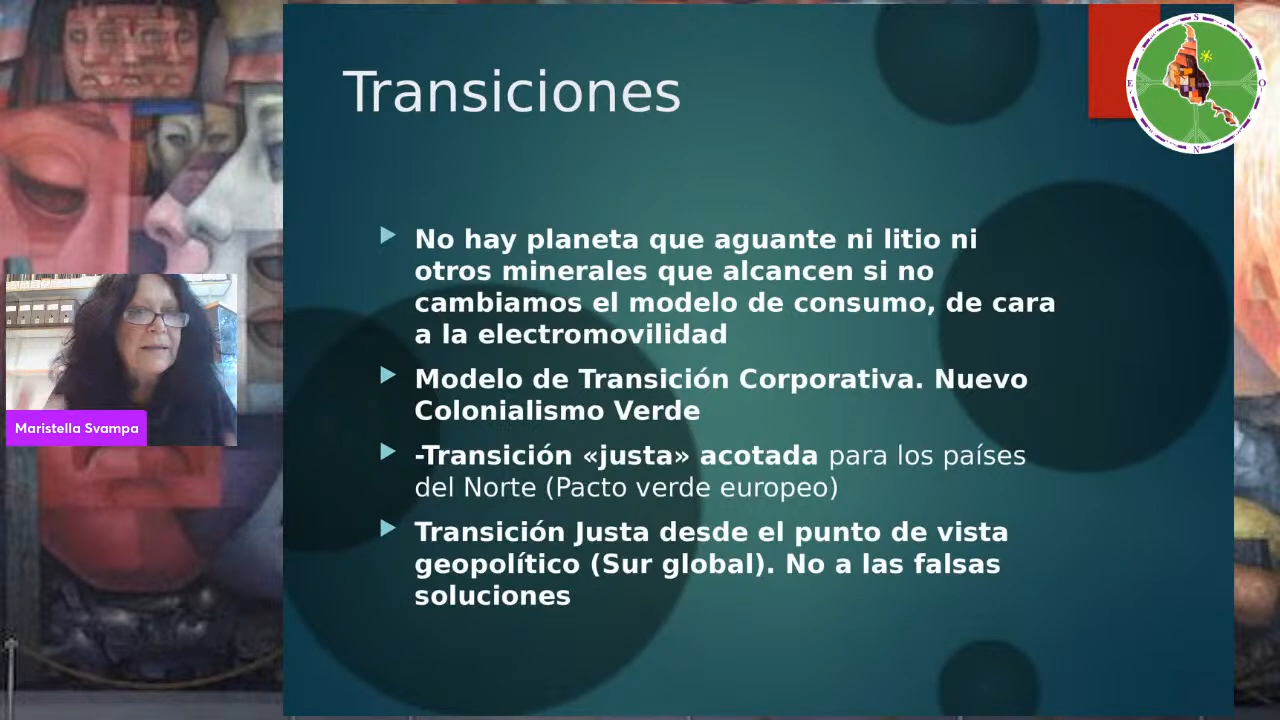 Transiciones
S
E
O
N
No hay planeta que aguante ni litio ni
otros minerales que alcancen si no
cambiamos el modelo de consumo, de cara
a la electromovilidad
Modelo de Transición Corporativa. Nuevo
Colonialismo Verde
-Transición «justa» acotada para los países
del Norte (Pacto verde europeo)
Transición Justa desde el punto de vista
geopolítico (Sur global). No a las falsas
soluciones
Maristella Svampa